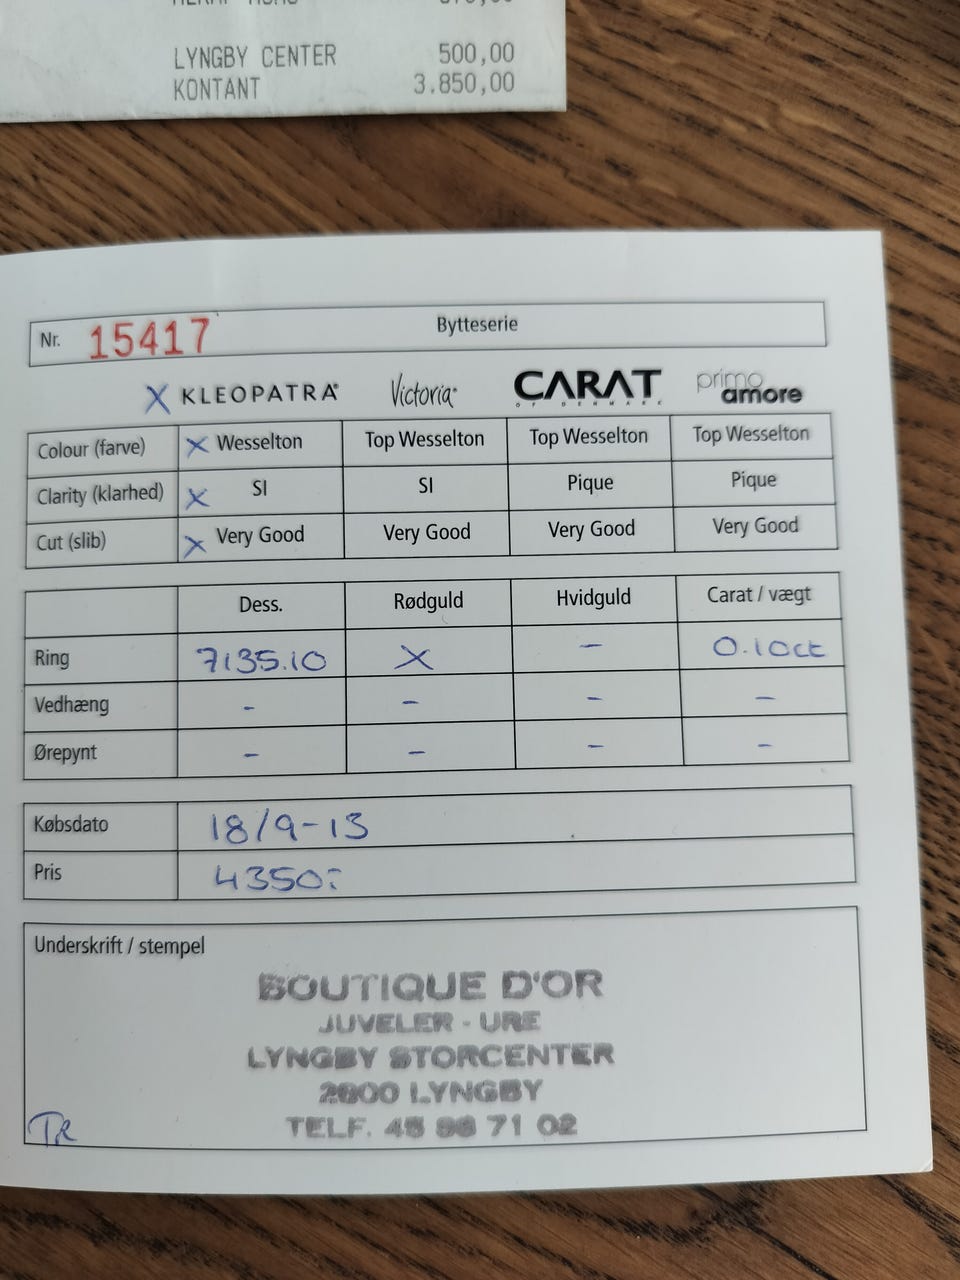 LYNGBY CENTER 500,00
KONTANT 3.850,00
Nr. 15417 Bytteserie
X KLEOPATRA® Victoria® CARAT OF DENMARK primo amore
Colour (farve) X Wesselton Top Wesselton Top Wesselton Top Wesselton
Clarity (klarhed) X SI SI Pique Pique
Cut (slib) X Very Good Very Good Very Good Very Good
Dess. Rødguld Hvidguld Carat / vægt
Ring 7135.10 X - 0.10ct
Vedhæng - - - -
Ørepynt - - - -
Købsdato 18/9-13
Pris 4350:-
Underskrift / stempel
BOUTIQUE D'OR
JUVELER - URE
LYNGBY STORCENTER
2800 LYNGBY
TELF. 45 71 02